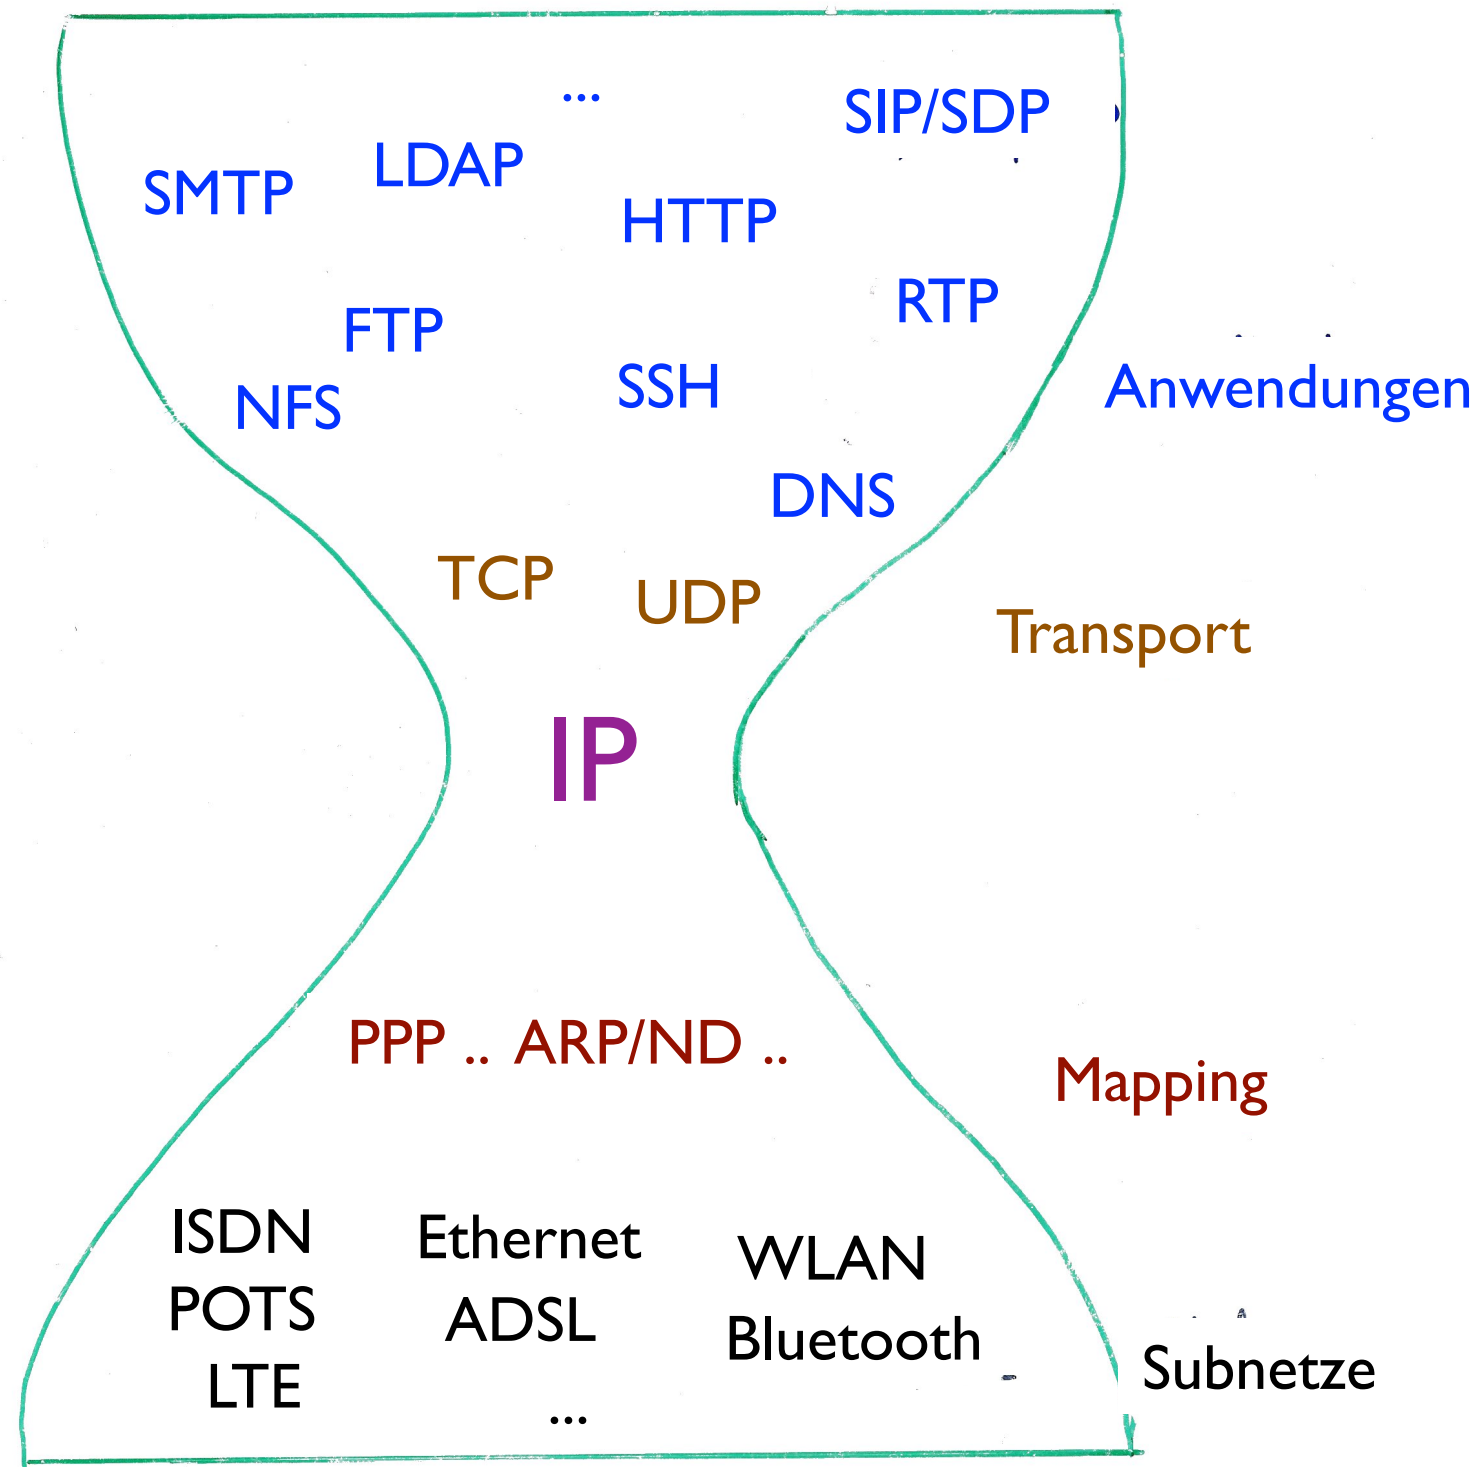 ...
SIP/SDP
LDAP
SMTP
HTTP
RTP
FTP
SSH
Anwendungen
NFS
DNS
TCP
UDP
Transport
IP
PPP .. ARP/ND ..
Mapping
ISDN
Ethernet
WLAN
POTS
ADSL
Bluetooth
LTE
Subnetze
...